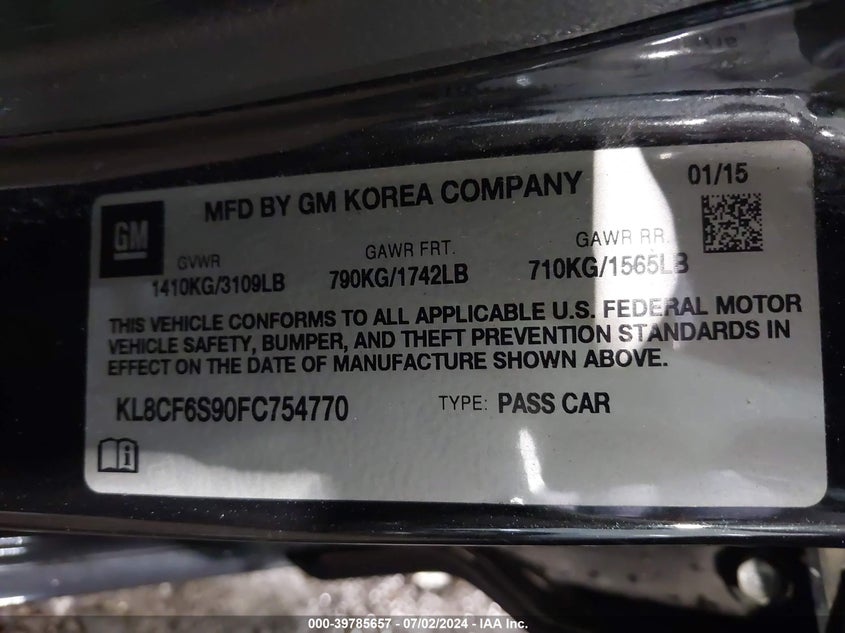 MFD BY GM KOREA COMPANY 01/15
GM
GVWR GAWR FRT. GAWR RR.
1410KG/3109LB 790KG/1742LB 710KG/1565LB
THIS VEHICLE CONFORMS TO ALL APPLICABLE U.S. FEDERAL MOTOR
VEHICLE SAFETY, BUMPER, AND THEFT PREVENTION STANDARDS IN
EFFECT ON THE DATE OF MANUFACTURE SHOWN ABOVE.
KL8CF6S90FC754770 TYPE: PASS CAR
000-39785657 - 07/02/2024 - IAA Inc.